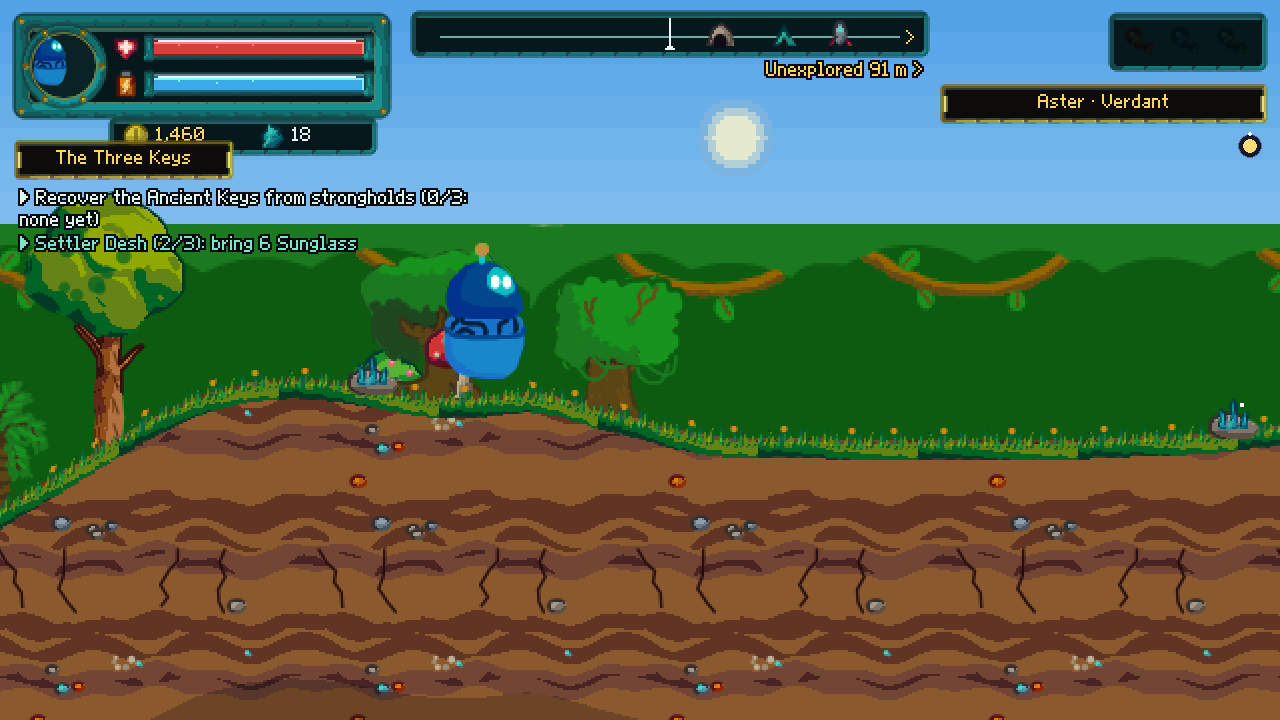 Unexplored 91 m >
Aster · Verdant
1,460
18
The Three Keys
Recover the Ancient Keys from strongholds (0/3:
none yet)
Settler Desh (2/3): bring 6 Sunglass